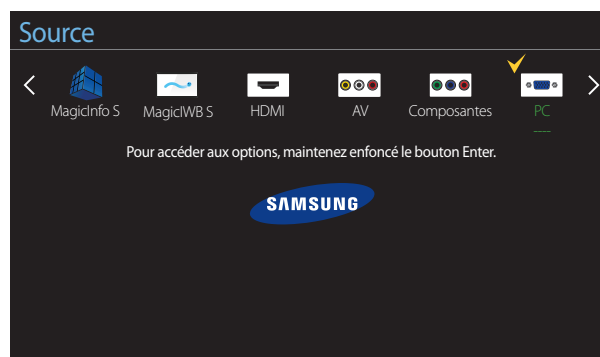 Source
MagicInfo S MagicIWB S HDMI AV Composantes PC
----
Pour accéder aux options, maintenez enfoncé le bouton Enter.
SAMSUNG